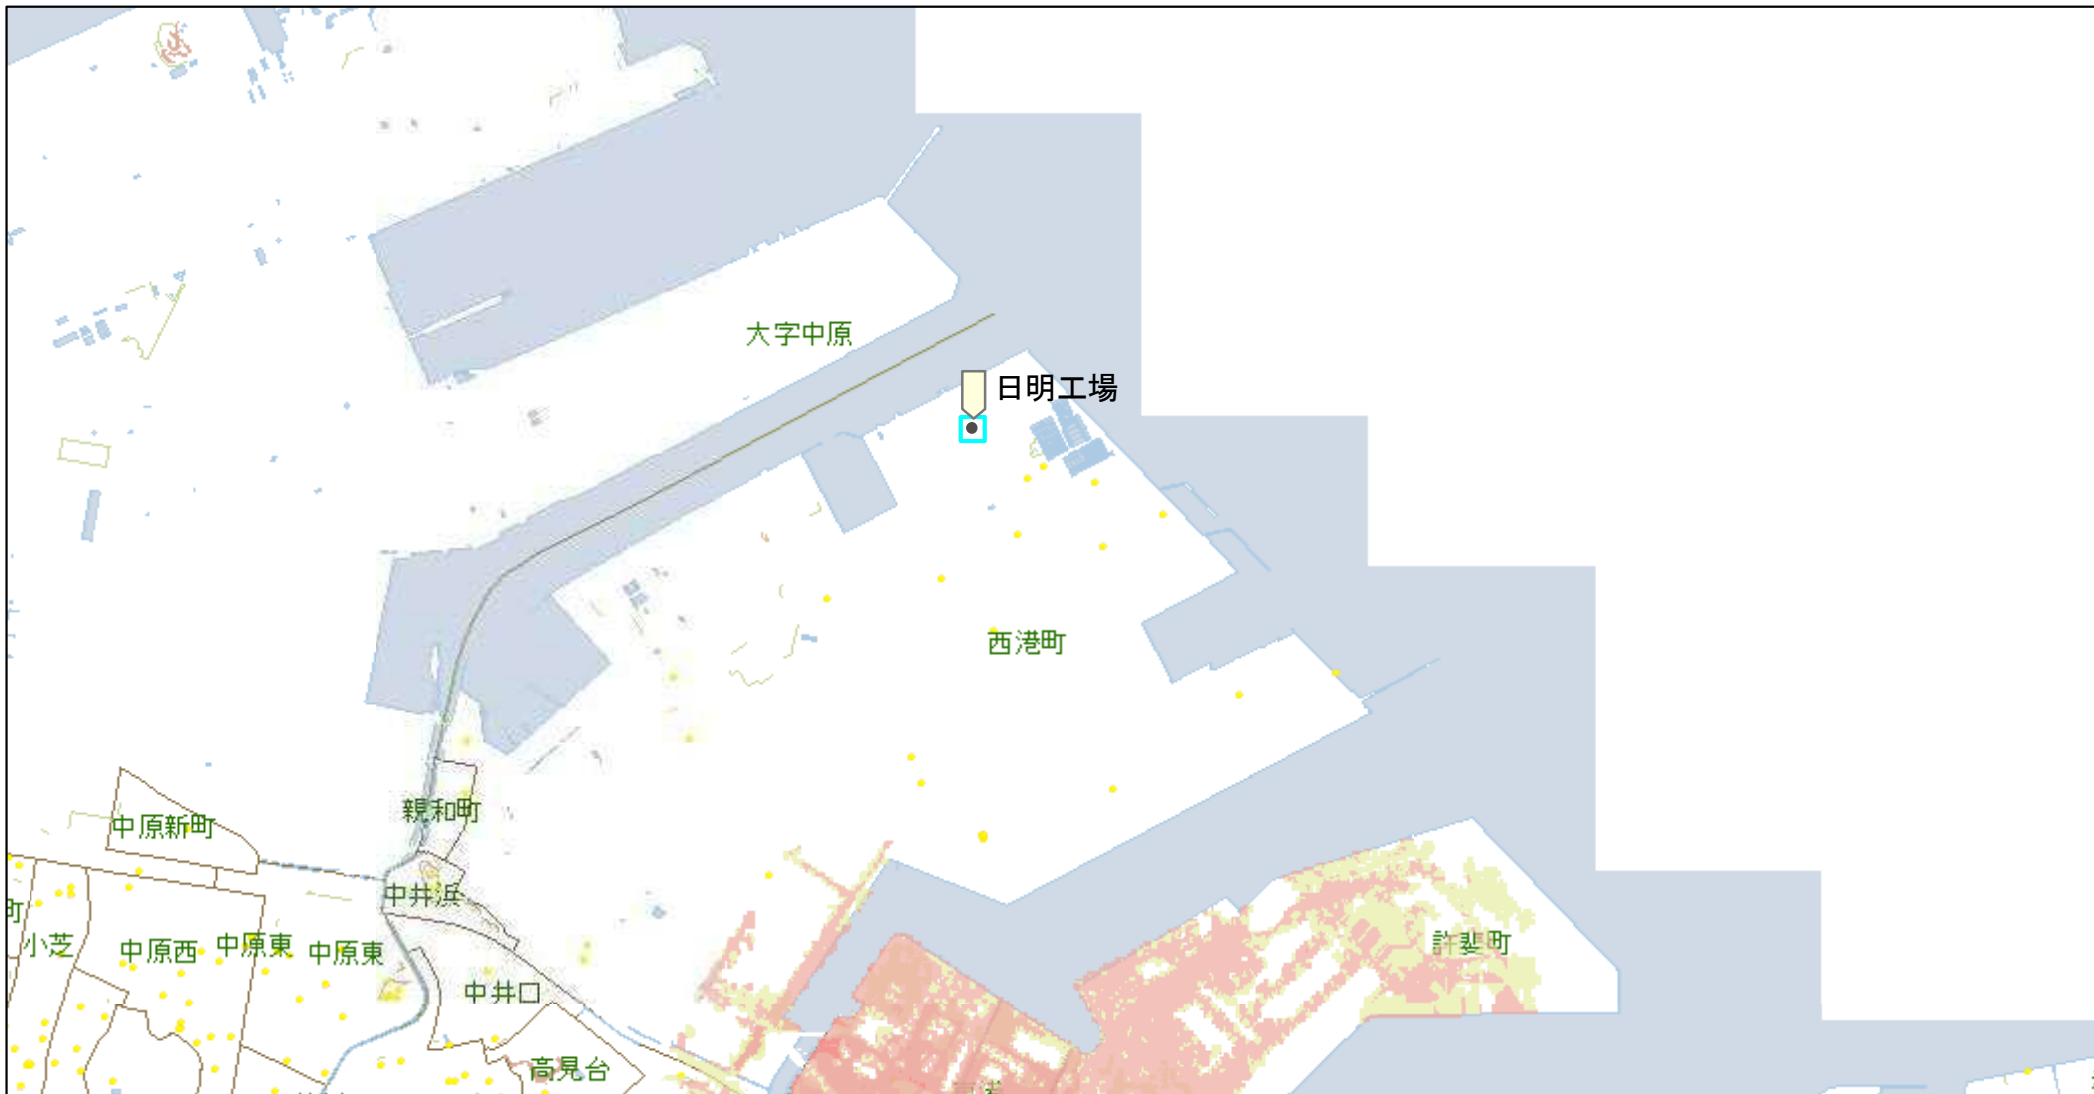 大字中原
日明工場
西港町
親和町
中原新町
中井浜
町
小芝
中原西
中原東
中原東
許斐町
中井口
高見台